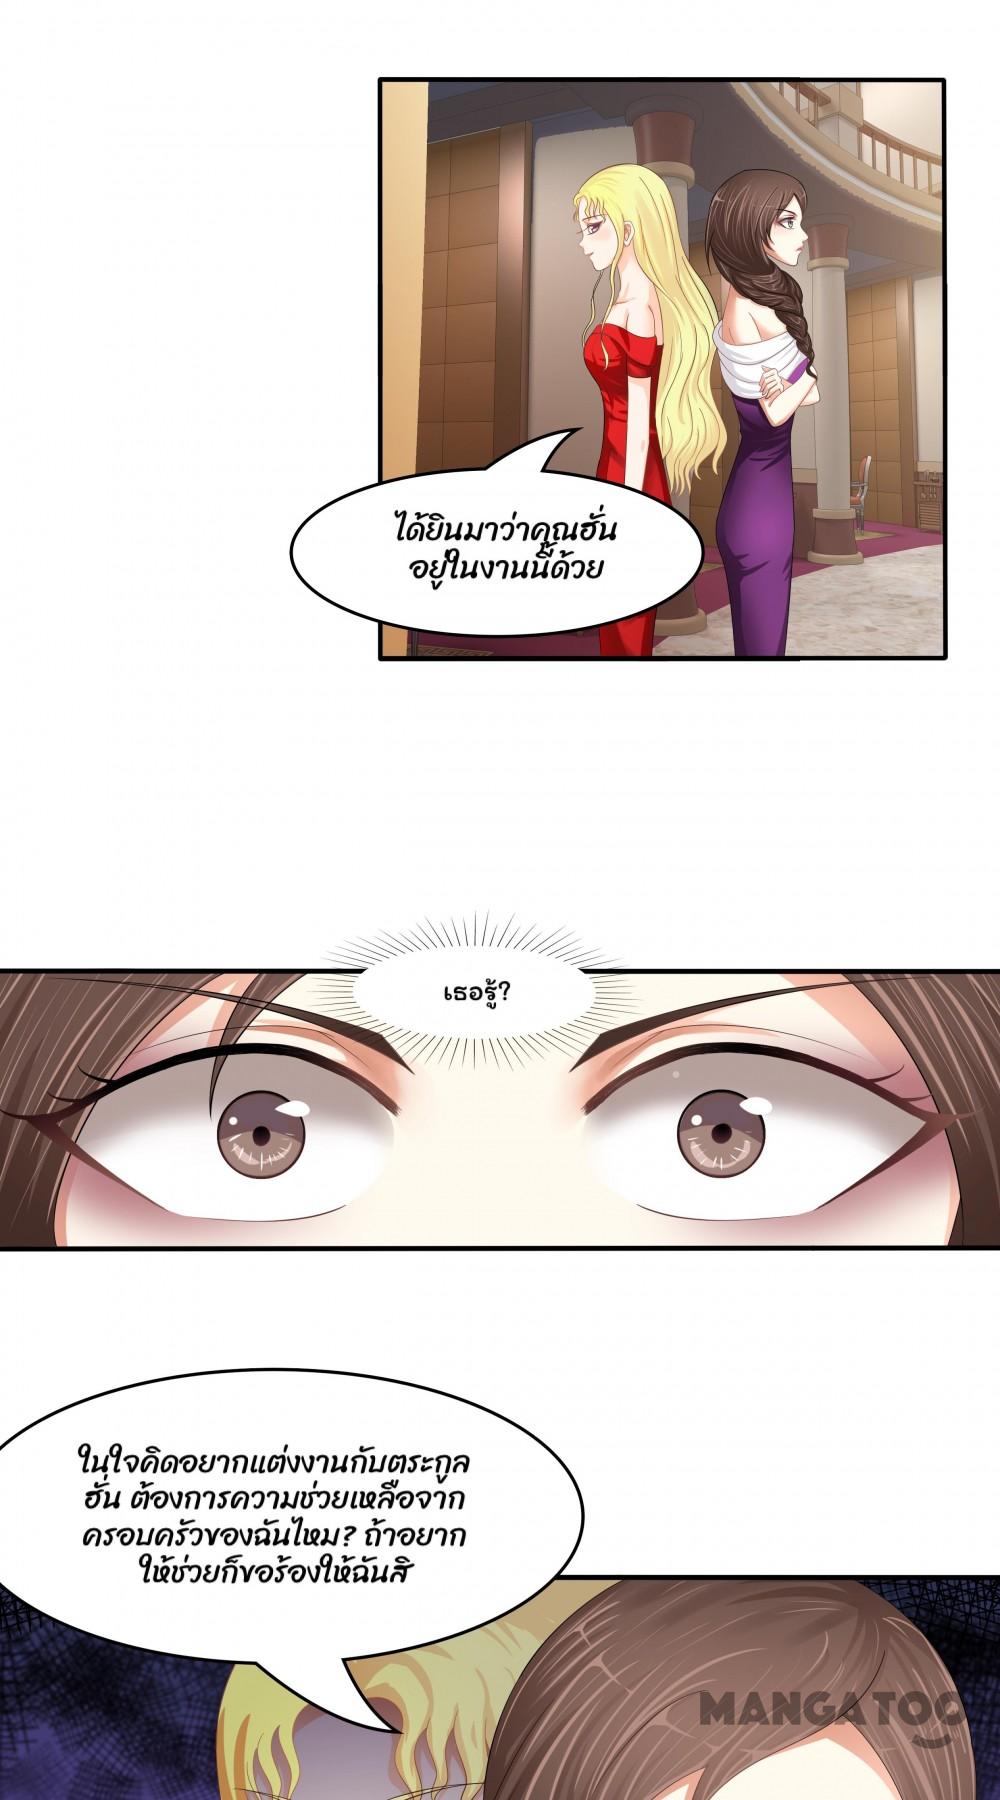 ได้ยินมาว่าคุณฮั่น
อยู่ในงานนี้ด้วย
เธอรู้?
ในใจคิดอยากแต่งงานกับตระกูล
ฮั่น ต้องการความช่วยเหลือจาก
ครอบครัวของฉันไหม? ถ้าอยาก
ให้ช่วยก็ขอร้องให้ฉันสิ
MANGATOON